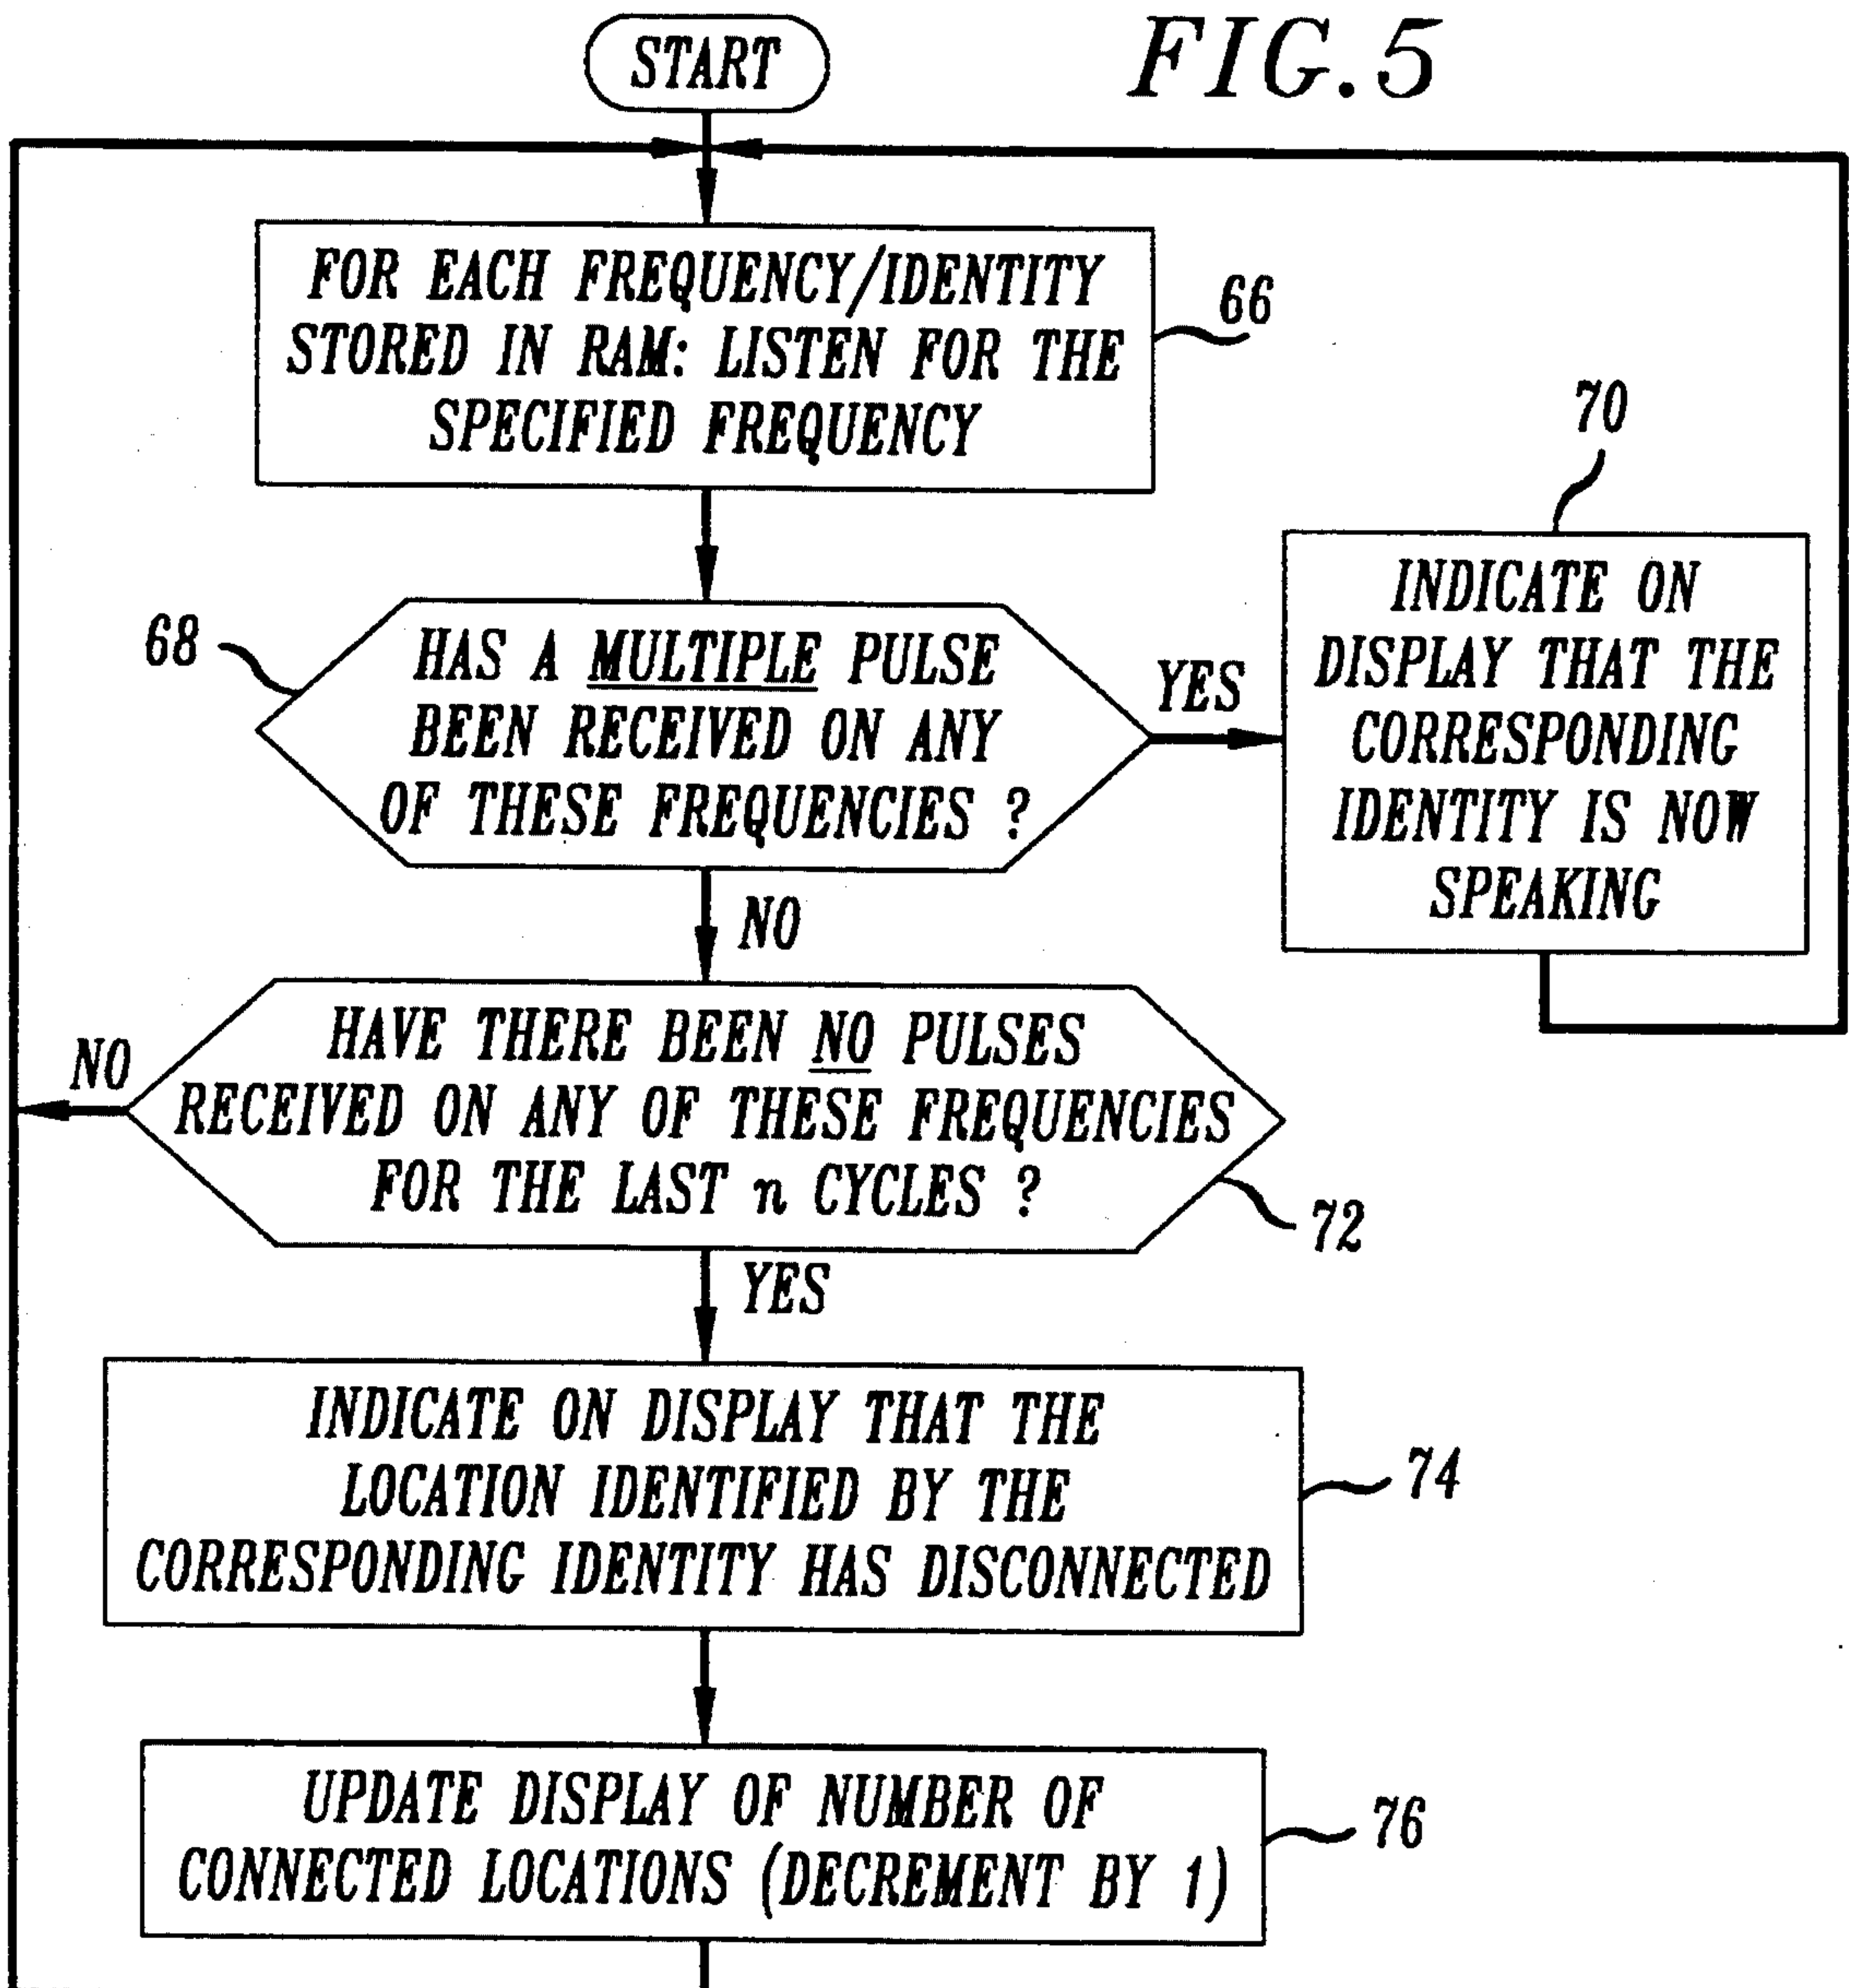 FIG. 5
START
FOR EACH FREQUENCY/IDENTITY
STORED IN RAM: LISTEN FOR THE
SPECIFIED FREQUENCY
66
68
HAS A MULTIPLE PULSE
BEEN RECEIVED ON ANY
OF THESE FREQUENCIES ?
YES
70
INDICATE ON
DISPLAY THAT THE
CORRESPONDING
IDENTITY IS NOW
SPEAKING
NO
HAVE THERE BEEN NO PULSES
RECEIVED ON ANY OF THESE FREQUENCIES
FOR THE LAST n CYCLES ?
NO
72
YES
INDICATE ON DISPLAY THAT THE
LOCATION IDENTIFIED BY THE
CORRESPONDING IDENTITY HAS DISCONNECTED
74
UPDATE DISPLAY OF NUMBER OF
CONNECTED LOCATIONS (DECREMENT BY 1)
76